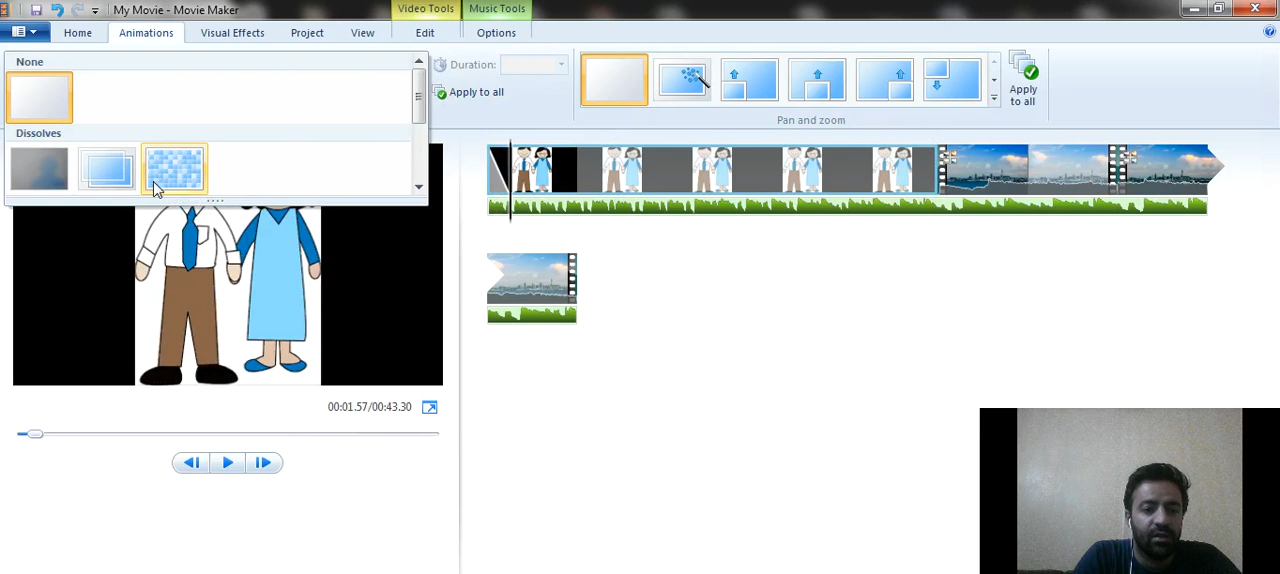 My Movie - Movie Maker
Video Tools
Music Tools
Home
Animations
Visual Effects
Project
View
Edit
Options
None
Dissolves
Duration:
Apply to all
Pan and zoom
Apply
to all
00:01.57/00:43.30